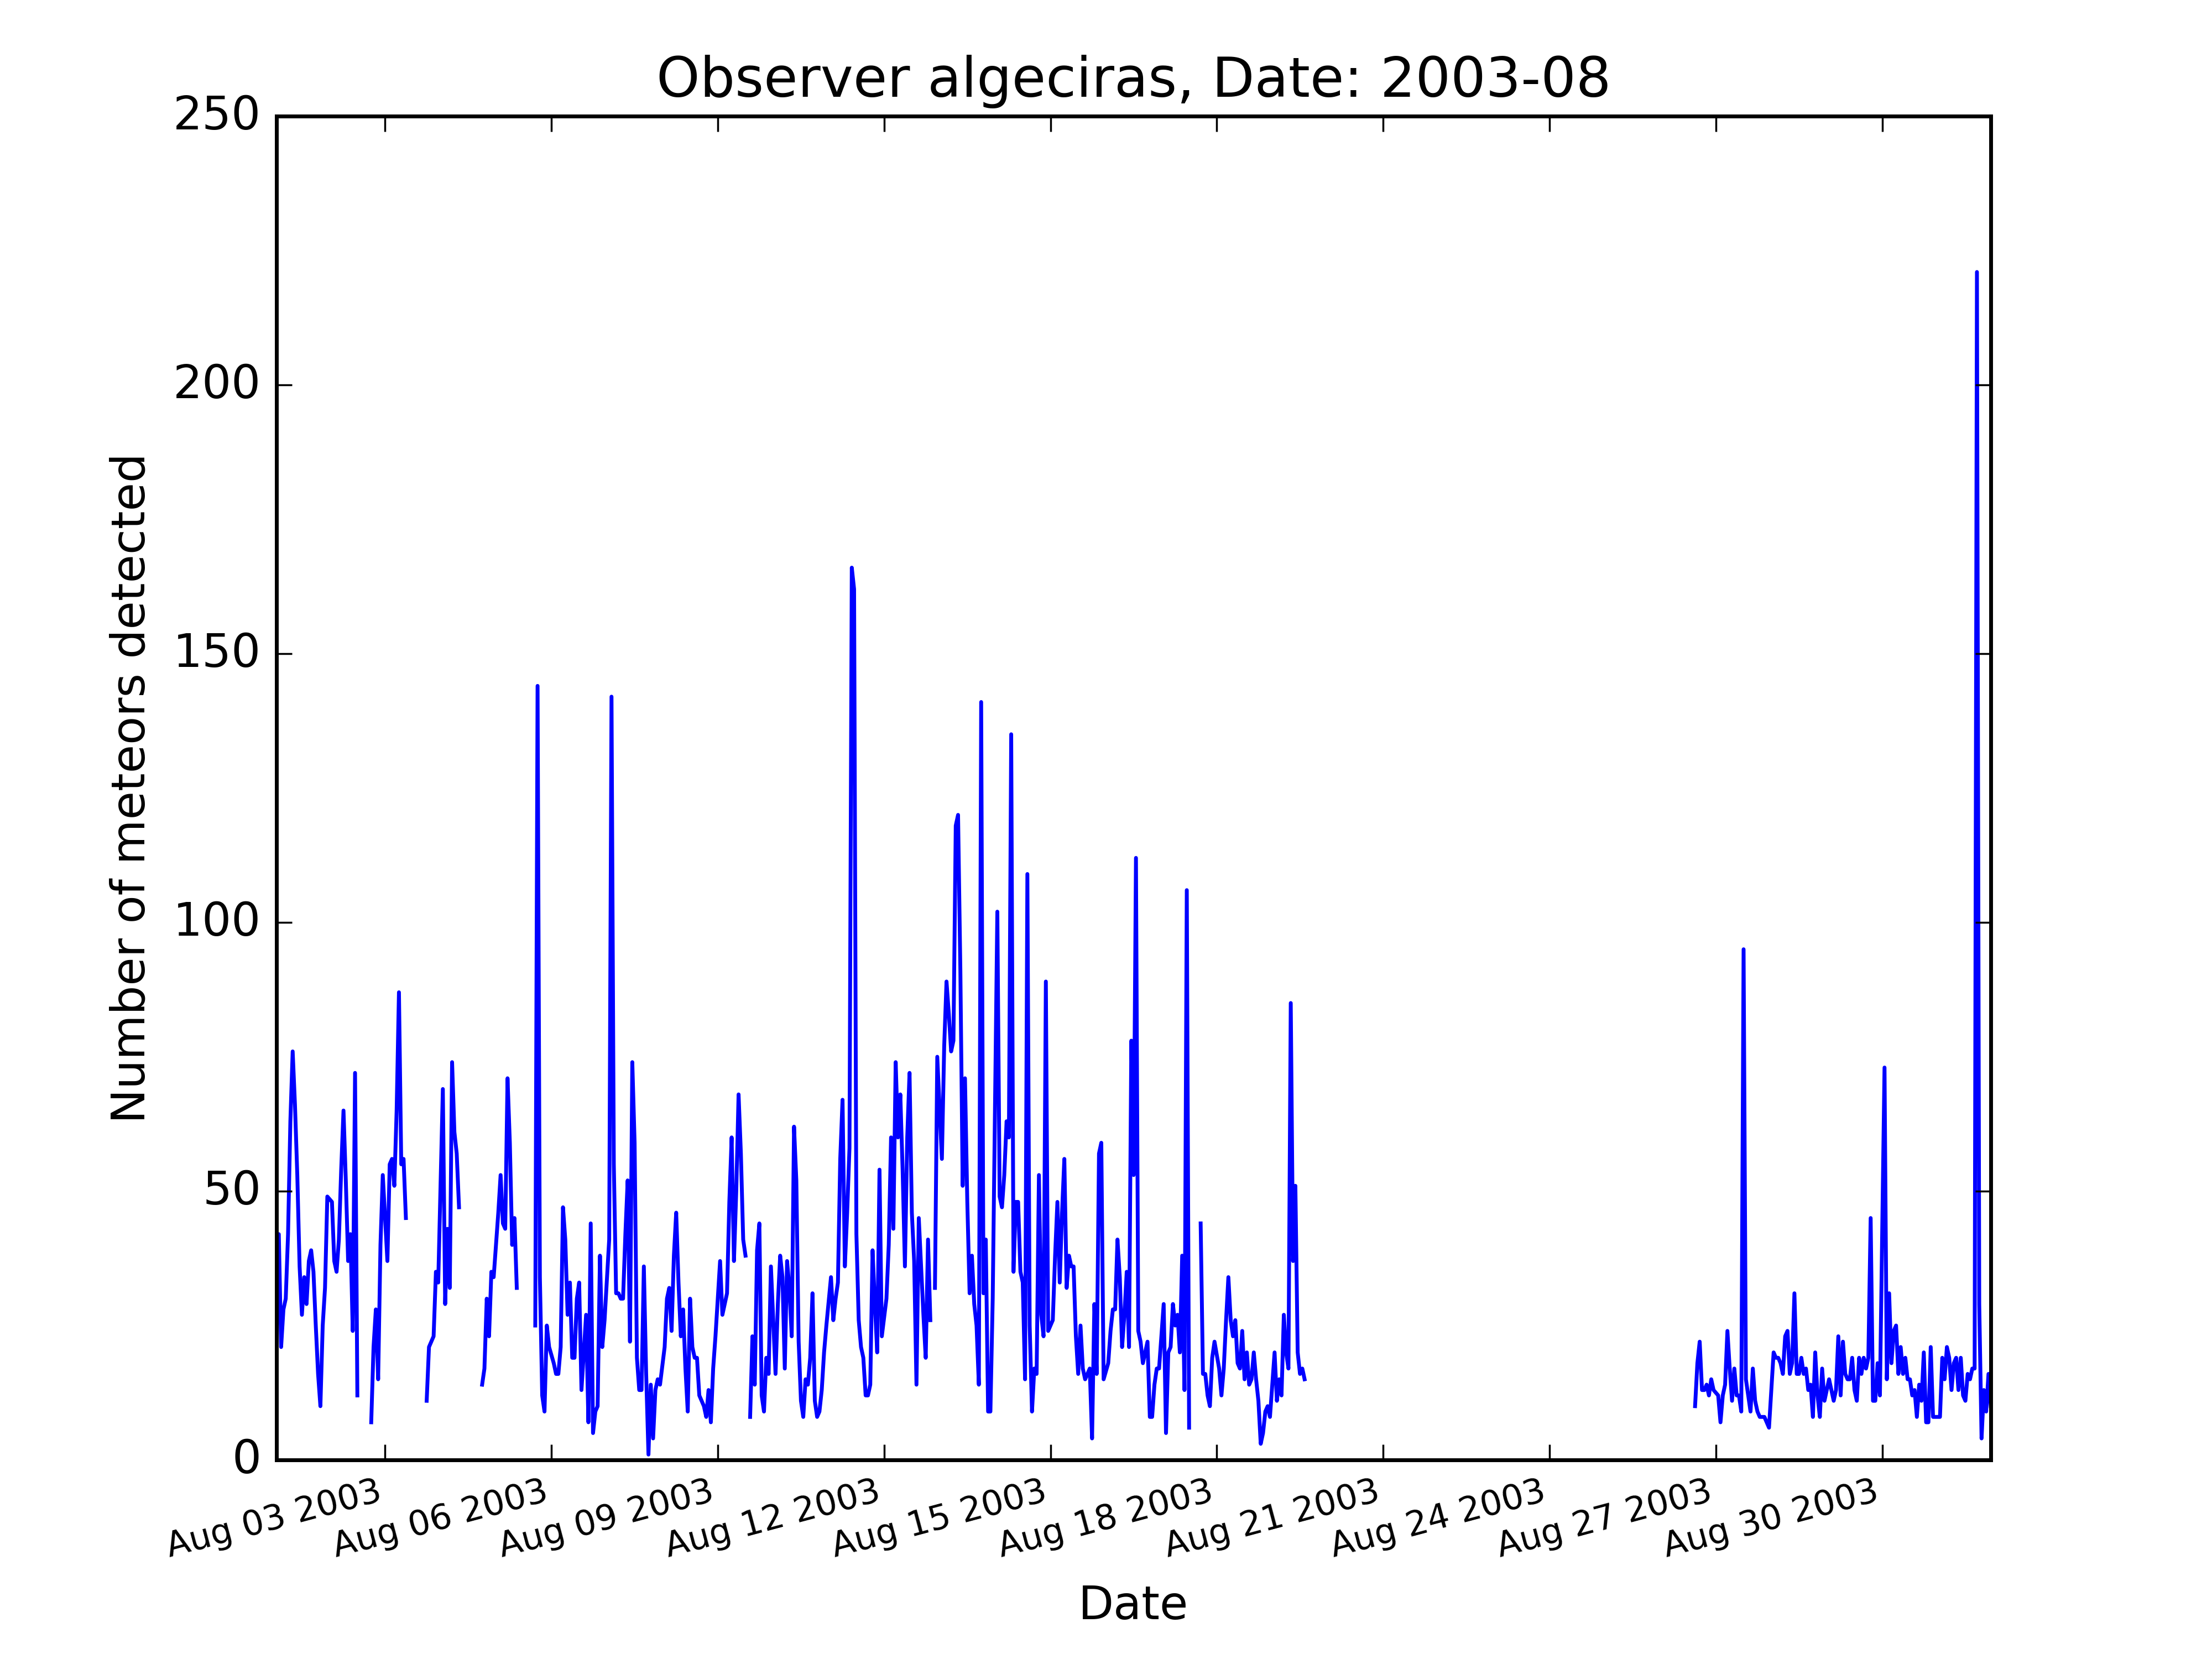 Observer algeciras, Date: 2003-08
250
200
150
100
50
0
Number of meteors detected
Aug 03 2003
Aug 06 2003
Aug 09 2003
Aug 12 2003
Aug 15 2003
Aug 18 2003
Aug 21 2003
Aug 24 2003
Aug 27 2003
Aug 30 2003
Date